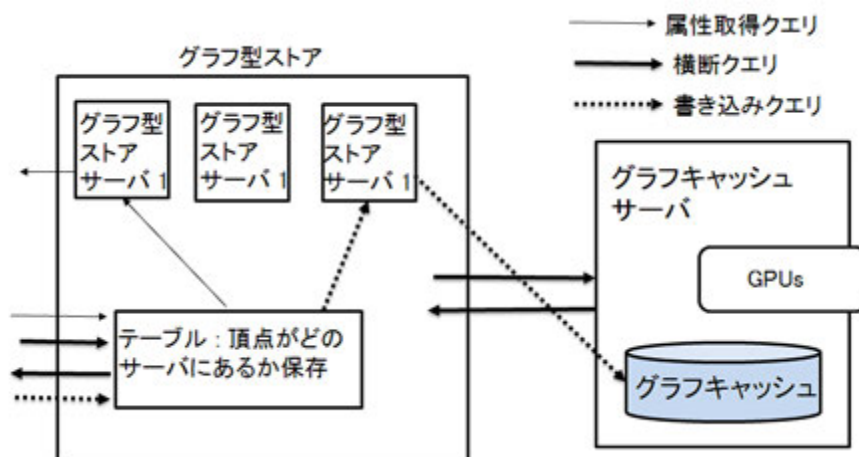 属性取得クエリ
横断クエリ
書き込みクエリ
グラフ型ストア
グラフ型
ストア
サーバ 1
グラフ型
ストア
サーバ 1
グラフ型
ストア
サーバ 1
テーブル：頂点がどの
サーバにあるか保存
グラフキャッシュ
サーバ
GPUs
グラフキャッシュ